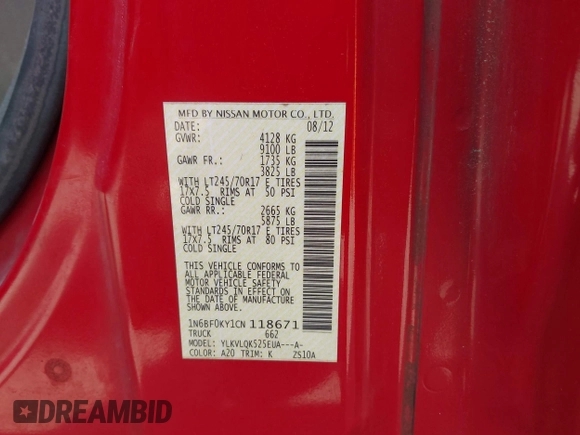 MFD BY NISSAN MOTOR CO., LTD.
DATE: 08/12
GVWR: 4128 KG
9100 LB
GAWR FR.: 1735 KG
3825 LB
WITH LT245/70R17 E TIRES
17X7.5 RIMS AT 50 PSI
COLD SINGLE
GAWR RR.: 2665 KG
5875 LB
WITH LT245/70R17 E TIRES
17X7.5 RIMS AT 80 PSI
COLD SINGLE
THIS VEHICLE CONFORMS TO
ALL APPLICABLE FEDERAL
MOTOR VEHICLE SAFETY
STANDARDS IN EFFECT ON
THE DATE OF MANUFACTURE
SHOWN ABOVE.
1N6BF0KY1CN118671
TRUCK 662
MODEL: YLKVLQK525EUA---A-
COLOR: A20 TRIM: K ZS10A
DREAMBID